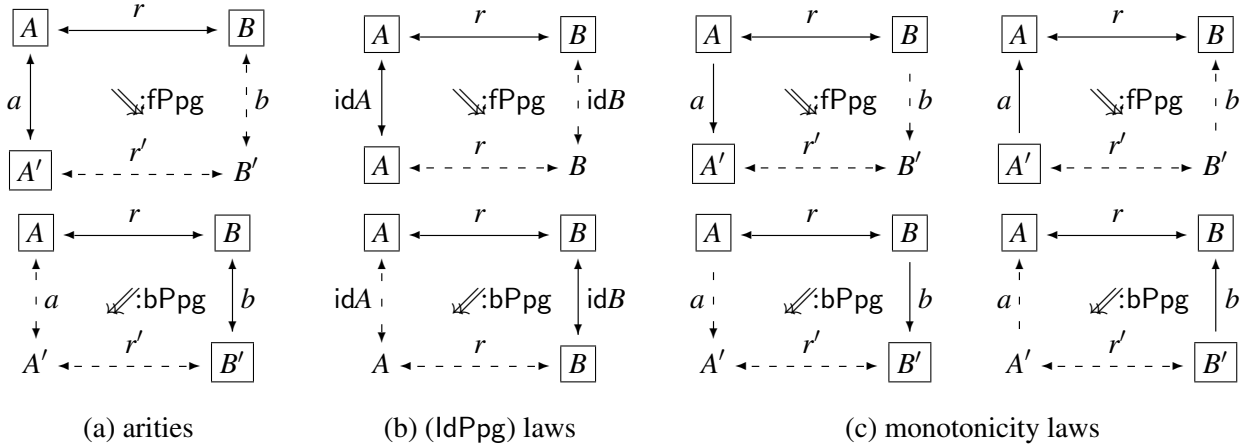 A r B A r B A r B A r B
a :fPpg b idA :fPpg idB a :fPpg b a :fPpg b
A′ r′ B′ A r B A′ r′ B′ A′ r′ B′
A r B A r B A r B A r B
a :bPpg b idA :bPpg idB a :bPpg b a :bPpg b
A′ r′ B′ A r B A′ r′ B′ A′ r′ B′
(a) arities (b) (IdPpg) laws (c) monotonicity laws